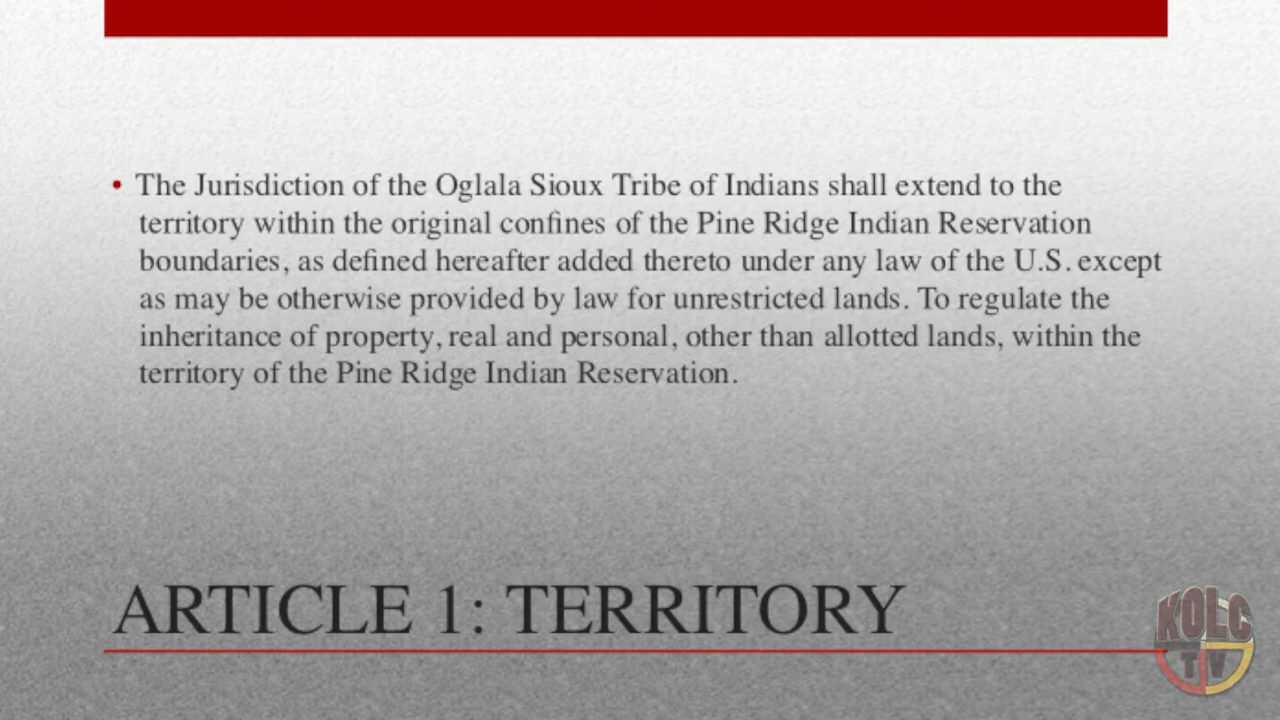 • The Jurisdiction of the Oglala Sioux Tribe of Indians shall extend to the
territory within the original confines of the Pine Ridge Indian Reservation
boundaries, as defined hereafter added thereto under any law of the U.S. except
as may be otherwise provided by law for unrestricted lands. To regulate the
inheritance of property, real and personal, other than allotted lands, within the
territory of the Pine Ridge Indian Reservation.
ARTICLE 1: TERRITORY
KOLC
TV